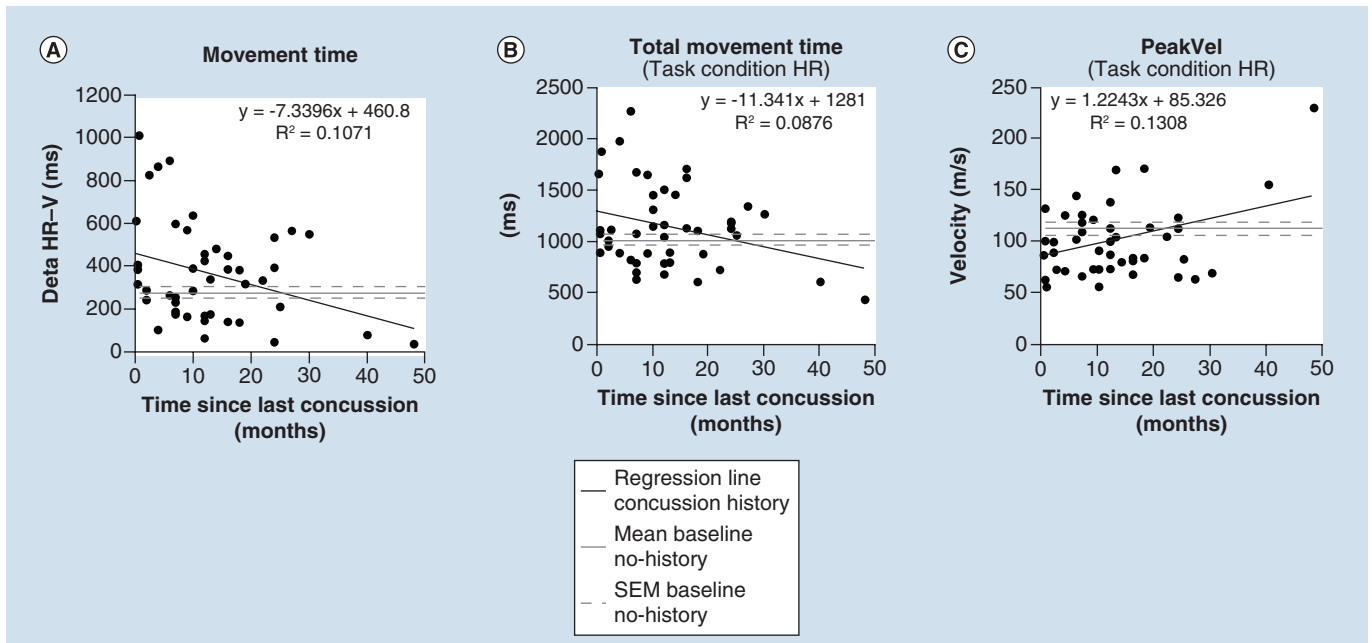 A
Movement time
1200
1000
800
600
400
200
0
y = -7.3396x + 460.8
R² = 0.1071
Deta HR–V (ms)
0 10 20 30 40 50
Time since last concussion
(months)
B
Total movement time
(Task condition HR)
2500
2000
1500
1000
500
0
y = -11.341x + 1281
R² = 0.0876
(ms)
0 10 20 30 40 50
Time since last concussion
(months)
C
PeakVel
(Task condition HR)
250
200
150
100
50
0
y = 1.2243x + 85.326
R² = 0.1308
Velocity (m/s)
0 10 20 30 40 50
Time since last concussion
(months)
Regression line
concussion history
Mean baseline
no-history
SEM baseline
no-history